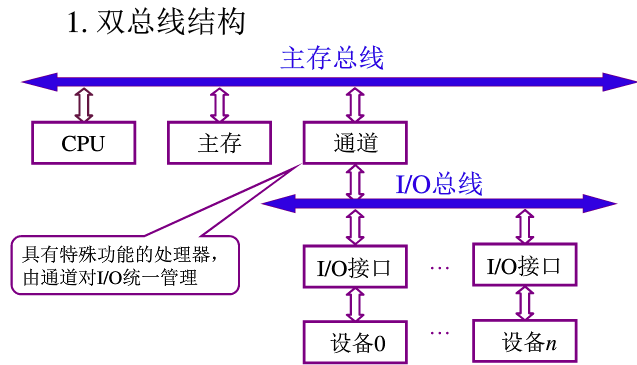 1. 双总线结构
主存总线
CPU
主存
通道
I/O总线
具有特殊功能的处理器，
由通道对I/O统一管理
I/O接口
…
I/O接口
设备0
…
设备n